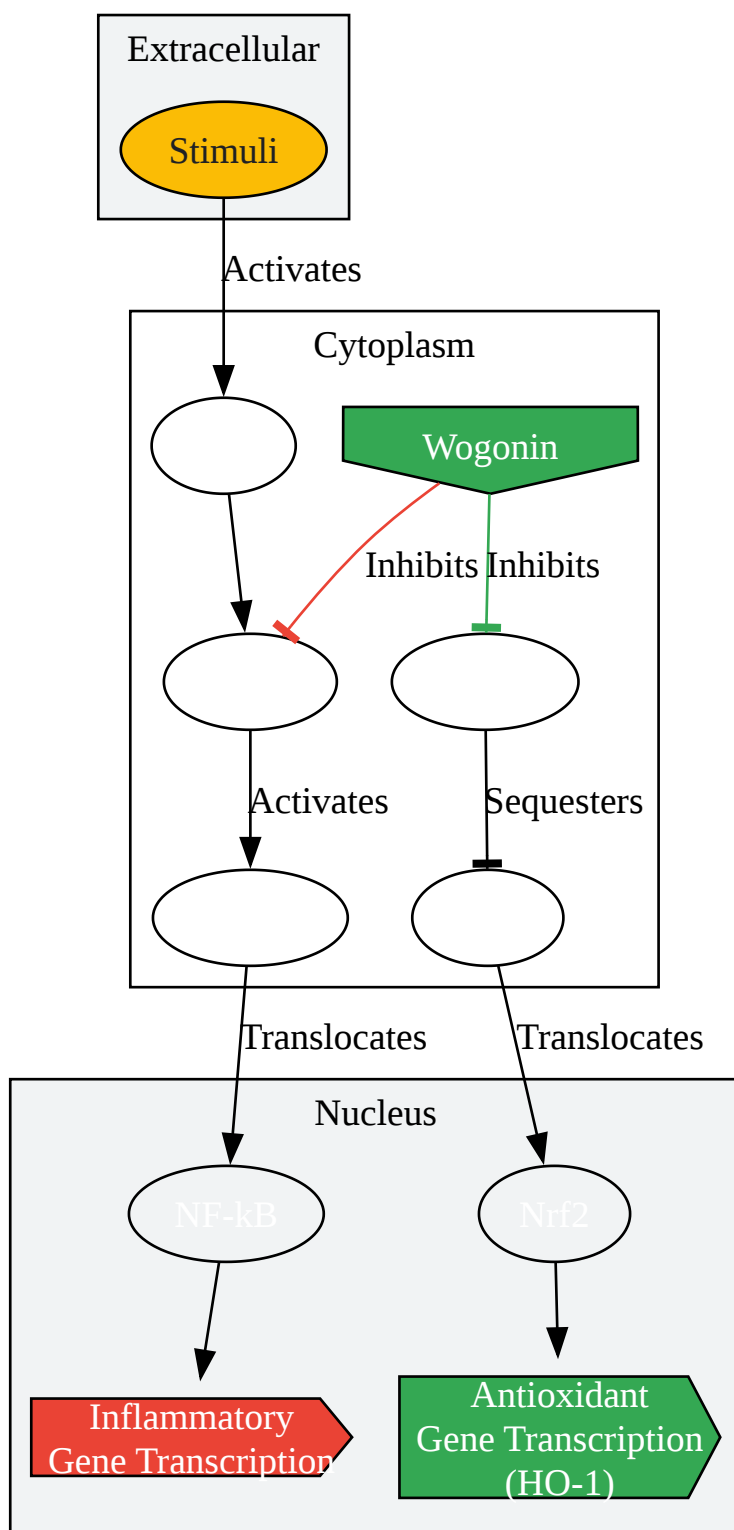 Extracellular
Stimuli
Activates
Cytoplasm
Wogonin
Inhibits
Inhibits
Activates
Sequesters
Translocates
Translocates
Nucleus
NF-kB
Nrf2
Inflammatory
Gene Transcription
Antioxidant
Gene Transcription
(HO-1)